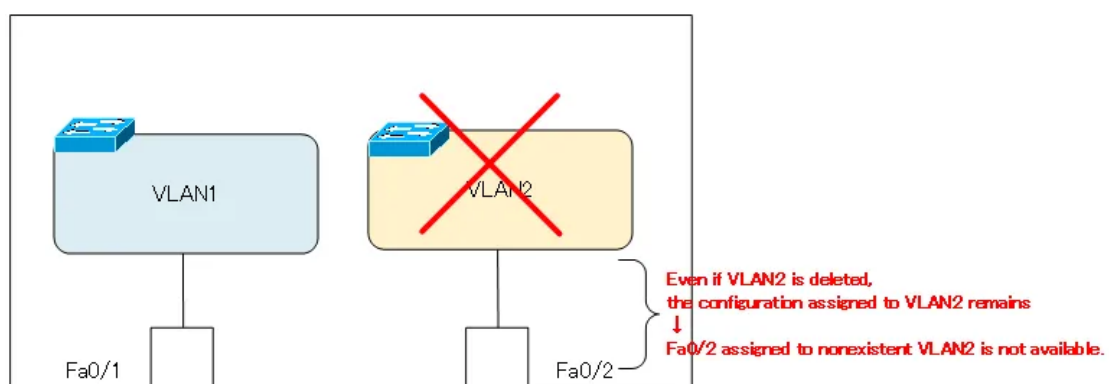 VLAN1
VLAN2
Even if VLAN2 is deleted,
the configuration assigned to VLAN2 remains
↓
Fa0/2 assigned to nonexistent VLAN2 is not available.
Fa0/1
Fa0/2